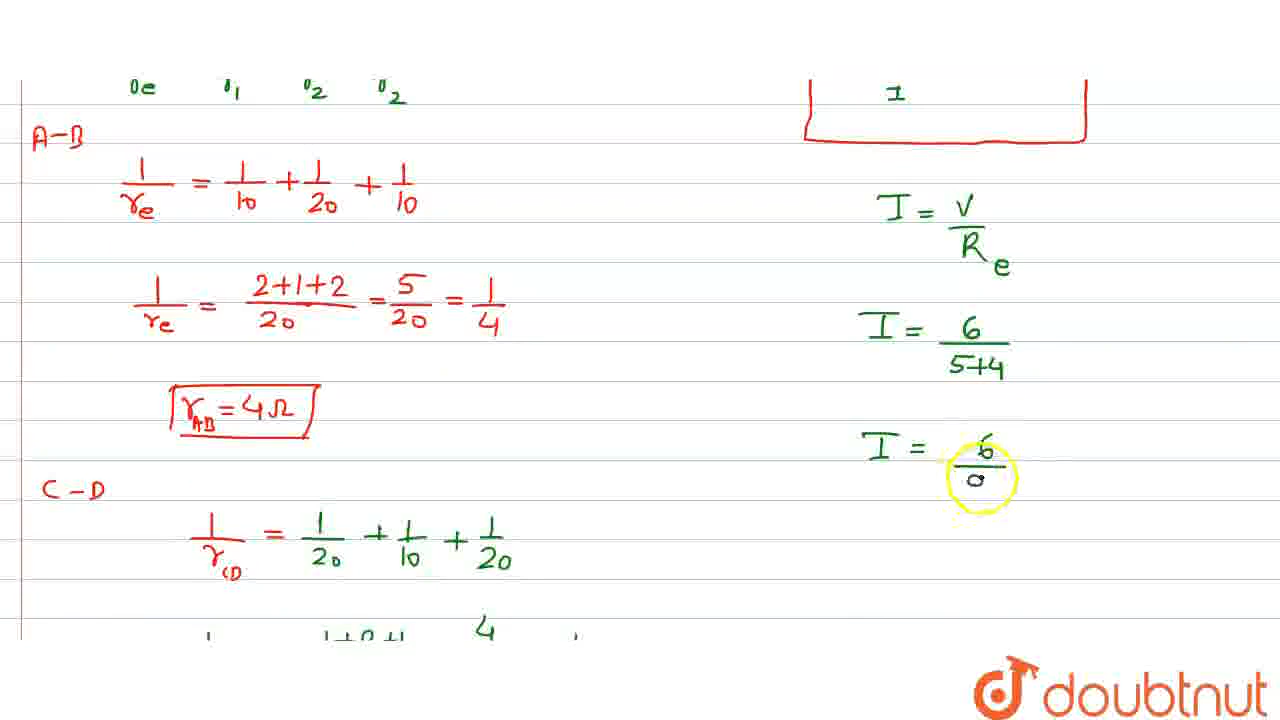 I
A-B
1/re = 1/10 + 1/20 + 1/10
1/re = 2+1+2/20 = 5/20 = 1/4
rAB = 4Ω
C-D
1/rCD = 1/20 + 1/10 + 1/20
4
I = V/Re
I = 6/5+4
I = 6
doubtnut